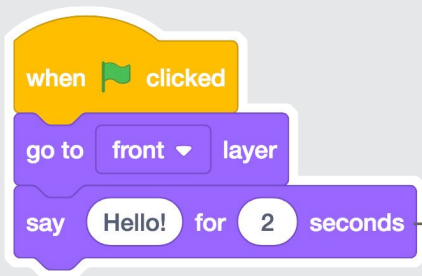 when clicked
go to front layer
say Hello! for 2 seconds